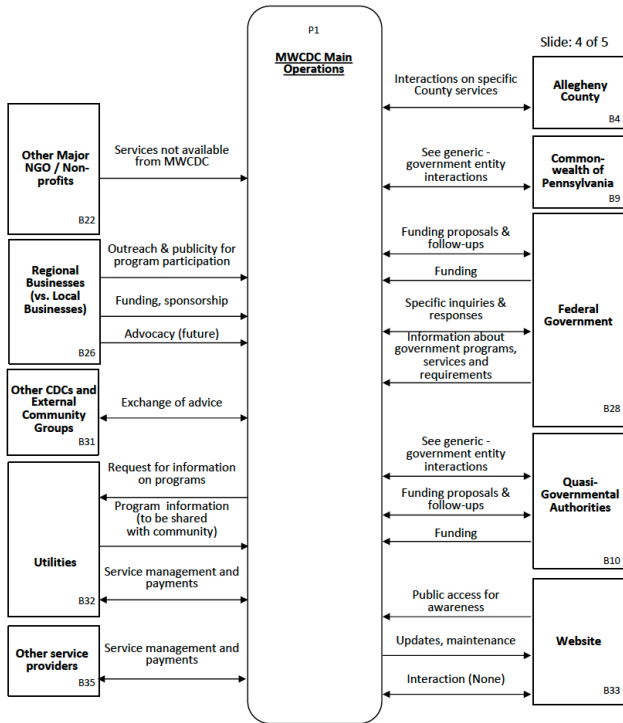 P1
MWCDC Main
Operations
Slide: 4 of 5
Other Major
NGO / Non-
profits
B22
Services not available
from MWCDC
Regional
Businesses
(vs. Local
Businesses)
B26
Outreach & publicity for
program participation
Funding, sponsorship
Advocacy (future)
Other CDCs and
External
Community
Groups
B31
Exchange of advice
Utilities
B32
Request for information
on programs
Program information
(to be shared
with community)
Service management and
payments
Other service
providers
B35
Service management and
payments
Interactions on specific
County services
Allegheny
County
B4
See generic -
government entity
interactions
Common-
wealth of
Pennsylvania
B9
Funding proposals &
follow-ups
Funding
Specific inquiries &
responses
Information about
government programs,
services and
requirements
Federal
Government
B28
See generic -
government entity
interactions
Funding proposals &
follow-ups
Funding
Quasi-
Governmental
Authorities
B10
Public access for
awareness
Updates, maintenance
Interaction (None)
Website
B33